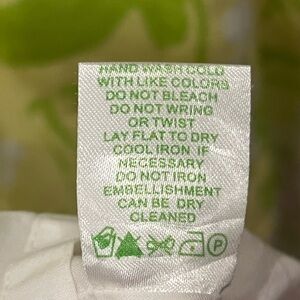 HAND WASH COLD
WITH LIKE COLORS
DO NOT BLEACH
DO NOT WRING
OR TWIST
LAY FLAT TO DRY
COOL IRON IF
NECESSARY
DO NOT IRON
EMBELLISHMENT
CAN BE DRY
CLEANED
P